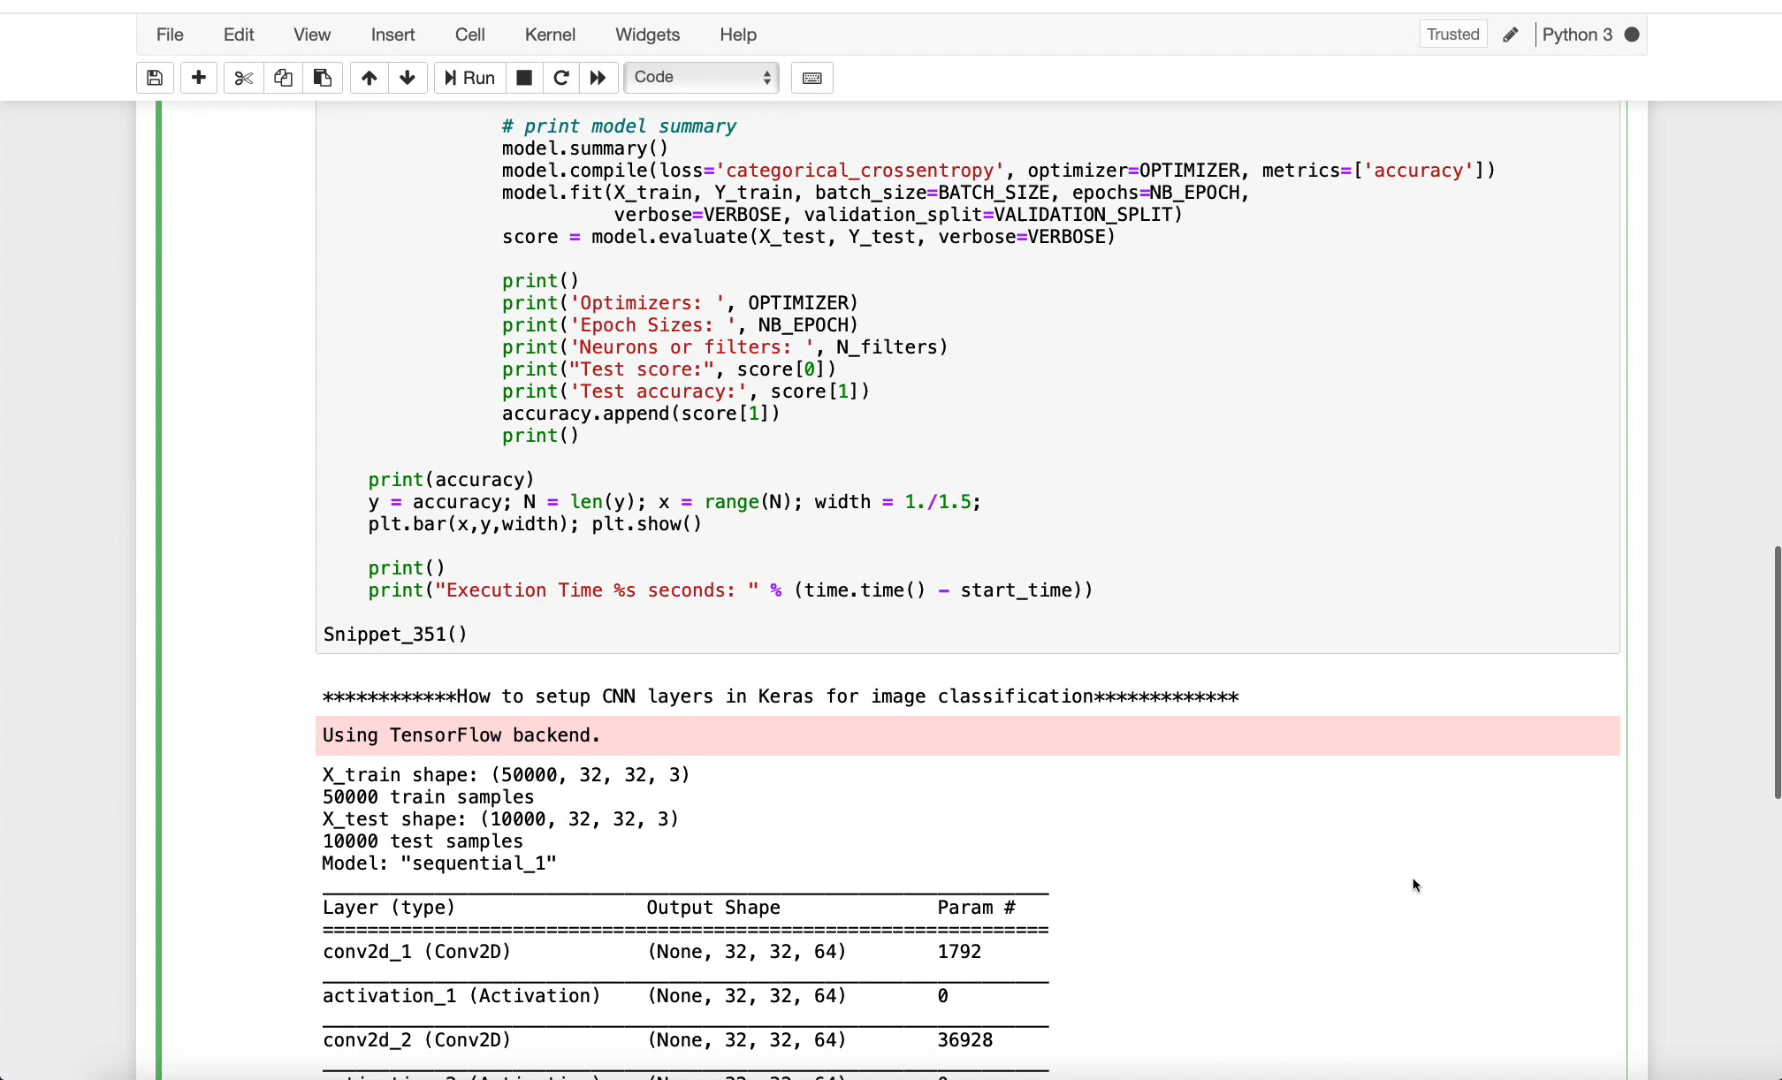 File Edit View Insert Cell Kernel Widgets Help Trusted Python 3
Run Code
# print model summary
model.summary()
model.compile(loss='categorical_crossentropy', optimizer=OPTIMIZER, metrics=['accuracy'])
model.fit(X_train, Y_train, batch_size=BATCH_SIZE, epochs=NB_EPOCH,
verbose=VERBOSE, validation_split=VALIDATION_SPLIT)
score = model.evaluate(X_test, Y_test, verbose=VERBOSE)
print()
print('Optimizers: ', OPTIMIZER)
print('Epoch Sizes: ', NB_EPOCH)
print('Neurons or filters: ', N_filters)
print("Test score:", score[0])
print('Test accuracy:', score[1])
accuracy.append(score[1])
print()
print(accuracy)
y = accuracy; N = len(y); x = range(N); width = 1./1.5;
plt.bar(x,y,width); plt.show()
print()
print("Execution Time %s seconds: " % (time.time() - start_time))
Snippet_351()
************How to setup CNN layers in Keras for image classification*************
Using TensorFlow backend.
X_train shape: (50000, 32, 32, 3)
50000 train samples
X_test shape: (10000, 32, 32, 3)
10000 test samples
Model: "sequential_1"
Layer (type) Output Shape Param #
=================================================================
conv2d_1 (Conv2D) (None, 32, 32, 64) 1792
activation_1 (Activation) (None, 32, 32, 64) 0
conv2d_2 (Conv2D) (None, 32, 32, 64) 36928